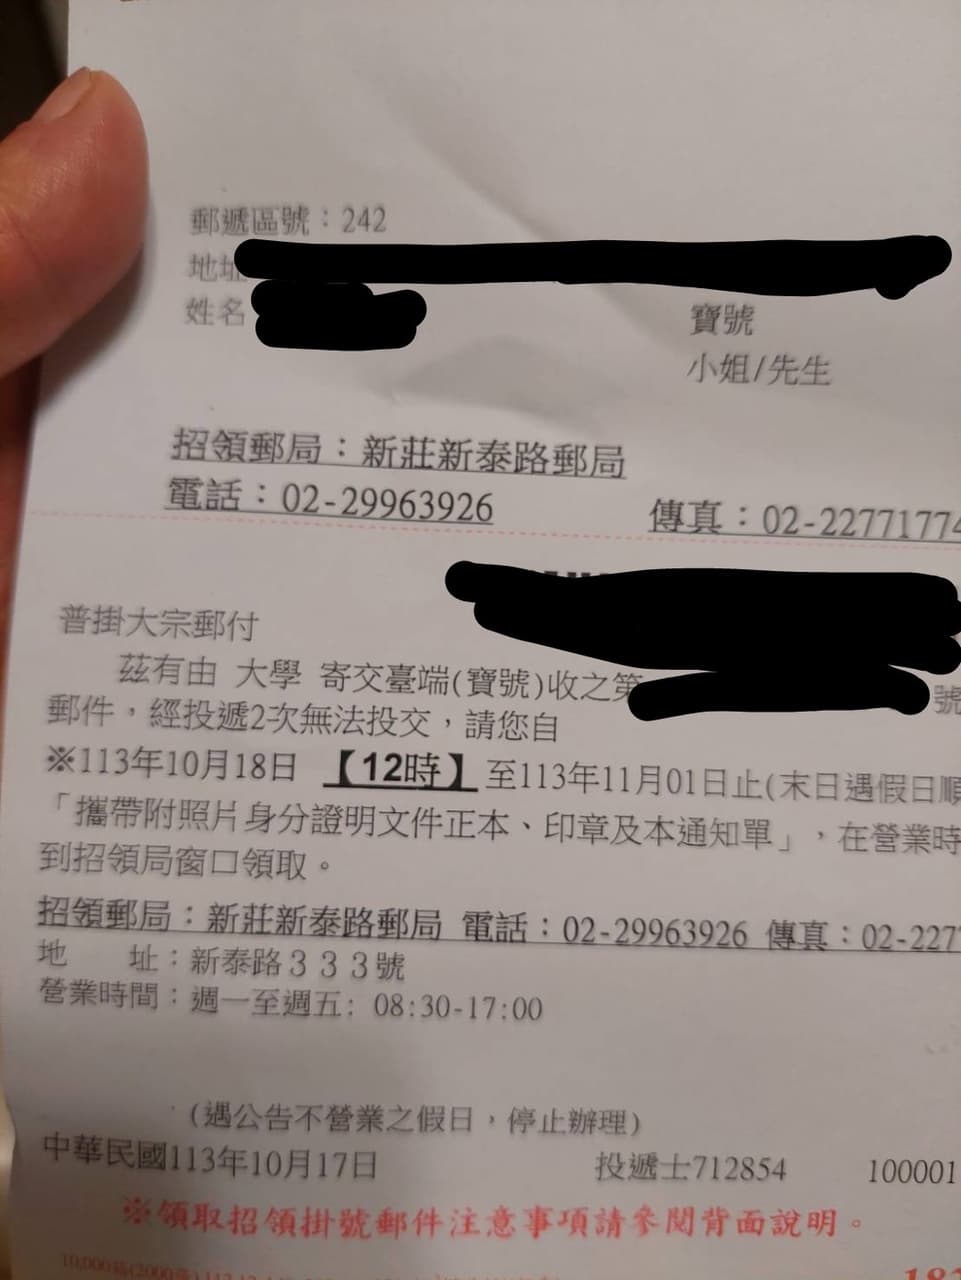 郵遞區號：242
地址
姓名
寶號
小姐/先生
招領郵局：新莊新泰路郵局
電話：02-29963926 傳真：02-22771774
普掛大宗郵付
茲有由 大學 寄交臺端(寶號)收之第 號
郵件，經投遞2次無法投交，請您自
※113年10月18日 【12時】 至113年11月01日止(末日遇假日順
「攜帶附照片身分證明文件正本、印章及本通知單」，在營業時
到招領局窗口領取。
招領郵局：新莊新泰路郵局 電話：02-29963926 傳真：02-227
地 址：新泰路３３３號
營業時間：週一至週五: 08:30-17:00
(遇公告不營業之假日，停止辦理)
中華民國113年10月17日 投遞士712854 100001
※領取招領掛號郵件注意事項請參閱背面說明。